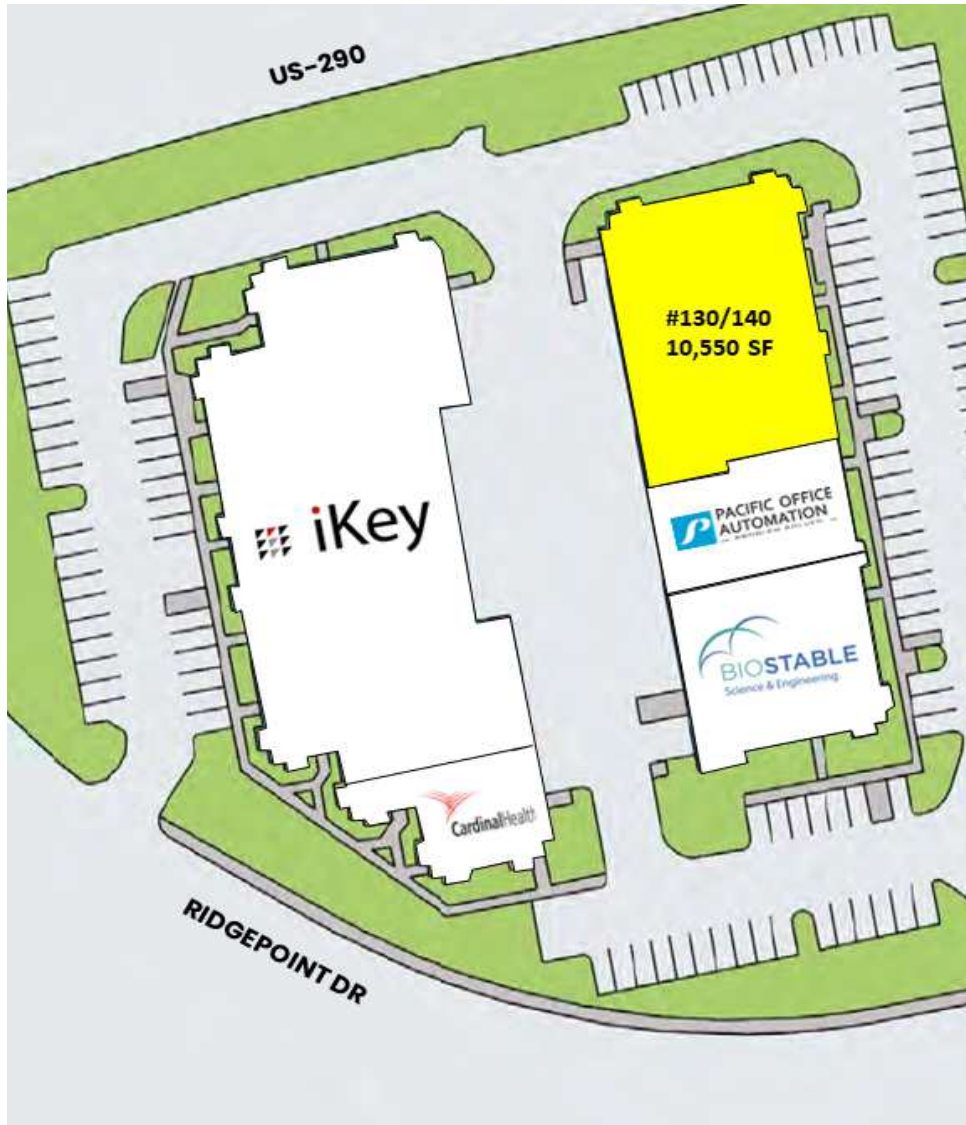 US-290
#130/140
10,550 SF
iKey
PACIFIC OFFICE
AUTOMATION
BIOSTABLE
Science & Engineering
CardinalHealth
RIDGEPOINT DR